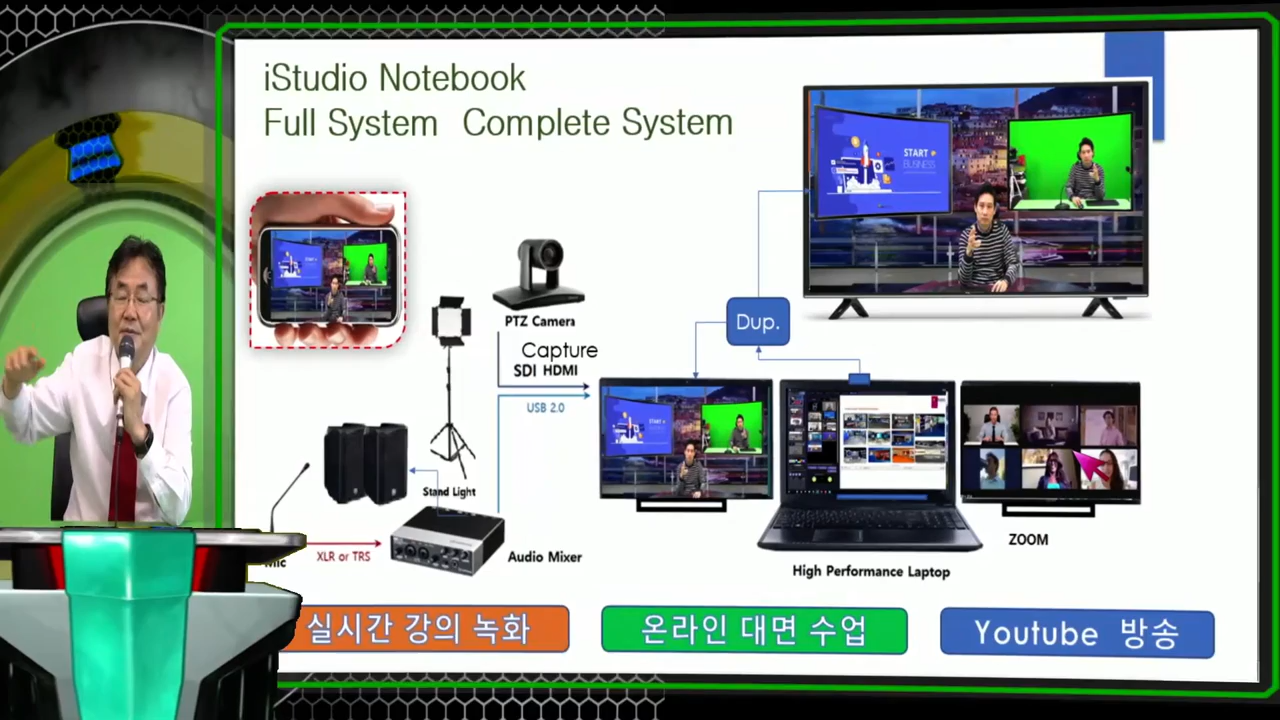 iStudio Notebook
Full System Complete System
START
BUSINESS
PTZ Camera
Capture
SDI HDMI
USB 2.0
Dup.
START
Stand Light
XLR or TRS
Mic
Audio Mixer
ZOOM
High Performance Laptop
실시간 강의 녹화
온라인 대면 수업
Youtube 방송